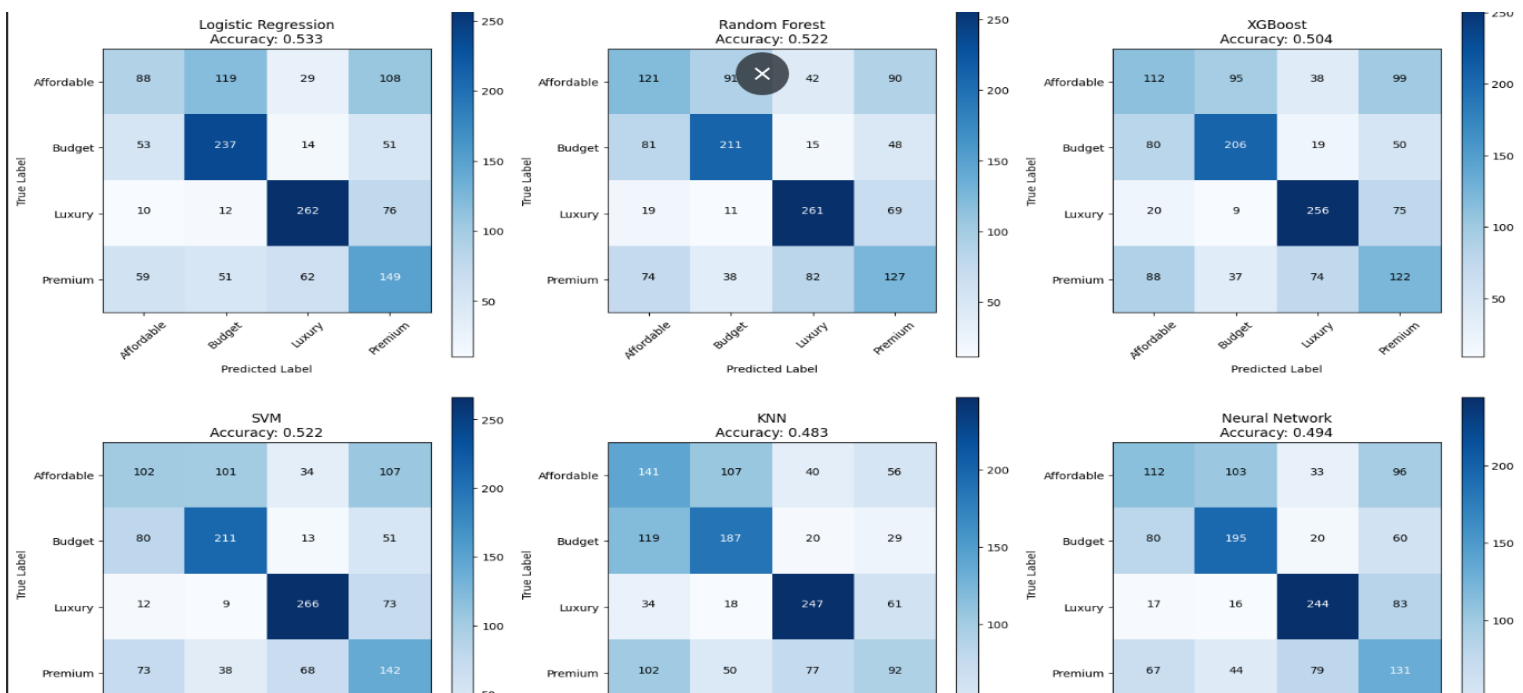 Logistic Regression
Accuracy: 0.533
Affordable 88 119 29 108
Budget 53 237 14 51
Luxury 10 12 262 76
Premium 59 51 62 149
True Label
Affordable Budget Luxury Premium
Predicted Label
250
200
150
100
50
Random Forest
Accuracy: 0.522
Affordable 121 91 42 90
Budget 81 211 15 48
Luxury 19 11 261 69
Premium 74 38 82 127
True Label
Affordable Budget Luxury Premium
Predicted Label
250
200
150
100
50
XGBoost
Accuracy: 0.504
Affordable 112 95 38 99
Budget 80 206 19 50
Luxury 20 9 256 75
Premium 88 37 74 122
True Label
Affordable Budget Luxury Premium
Predicted Label
250
200
150
100
50
SVM
Accuracy: 0.522
Affordable 102 101 34 107
Budget 80 211 13 51
Luxury 12 9 266 73
Premium 73 38 68 142
True Label
250
200
150
100
50
KNN
Accuracy: 0.483
Affordable 141 107 40 56
Budget 119 187 20 29
Luxury 34 18 247 61
Premium 102 50 77 92
True Label
200
150
100
Neural Network
Accuracy: 0.494
Affordable 112 103 33 96
Budget 80 195 20 60
Luxury 17 16 244 83
Premium 67 44 79 131
True Label
200
150
100